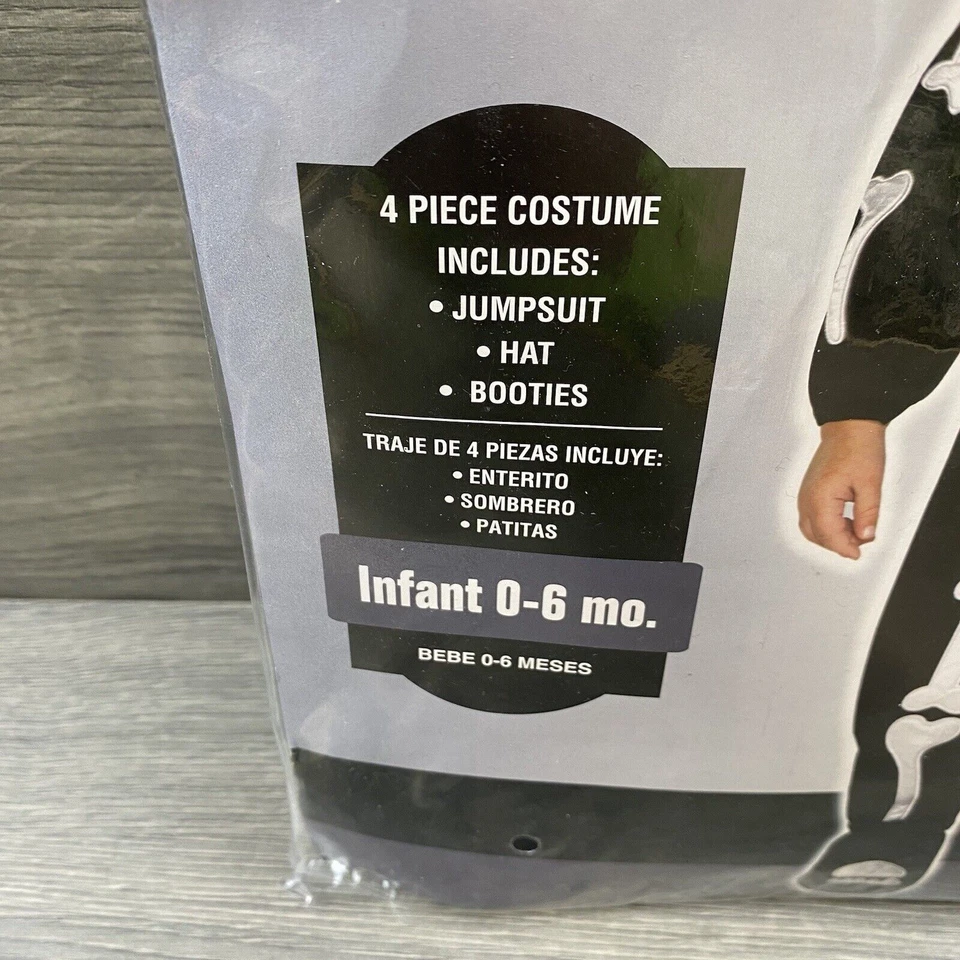 4 PIECE COSTUME
INCLUDES:
• JUMPSUIT
• HAT
• BOOTIES
TRAJE DE 4 PIEZAS INCLUYE:
• ENTERITO
• SOMBRERO
• PATITAS
Infant 0-6 mo.
BEBE 0-6 MESES